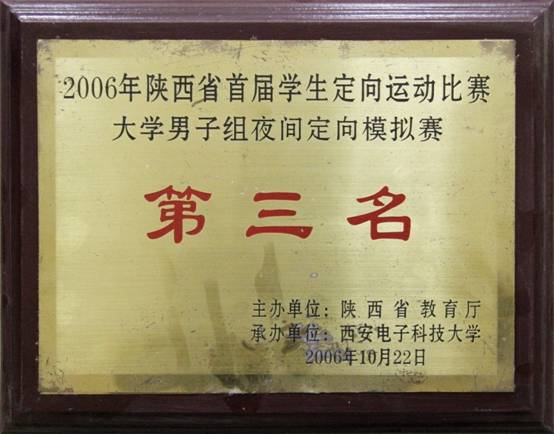 2006年陕西省首届学生定向运动比赛
大学男子组夜间定向模拟赛
第三名
主办单位：陕西省教育厅
承办单位：西安电子科技大学
2006年10月22日